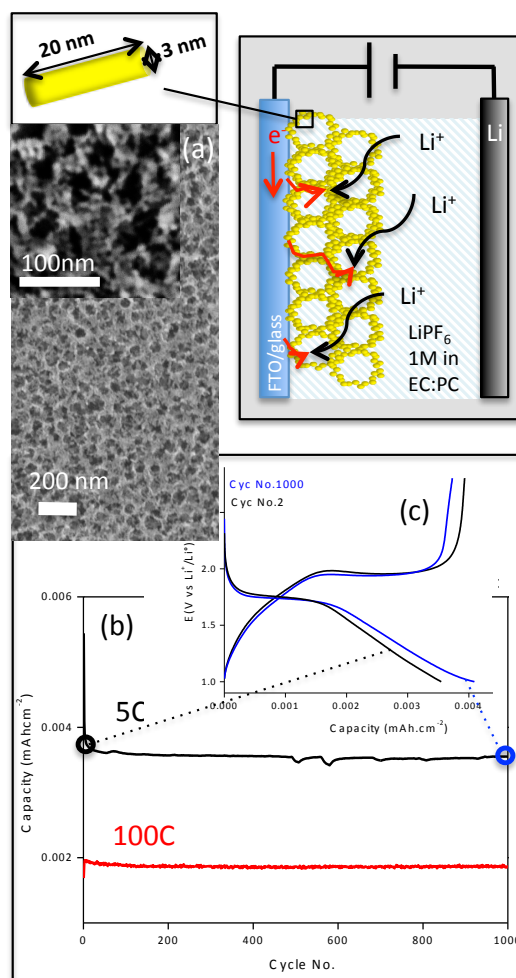 20 nm
3 nm
(a)
100nm
200 nm
e-
Li⁺
Li⁺
Li⁺
Li
FTO/glass
LiPF₆
1M in
EC:PC
Cyc No.1000
Cyc No.2
(c)
E(V vs Li⁺/Li°)
2.0
1.5
1.0
0.000
0.001
0.002
0.003
0.004
Capacity (mAh.cm⁻²)
(b)
5C
100C
Capacity (mAhcm⁻²)
0.006
0.004
0.002
0
200
400
600
800
1000
Cycle No.